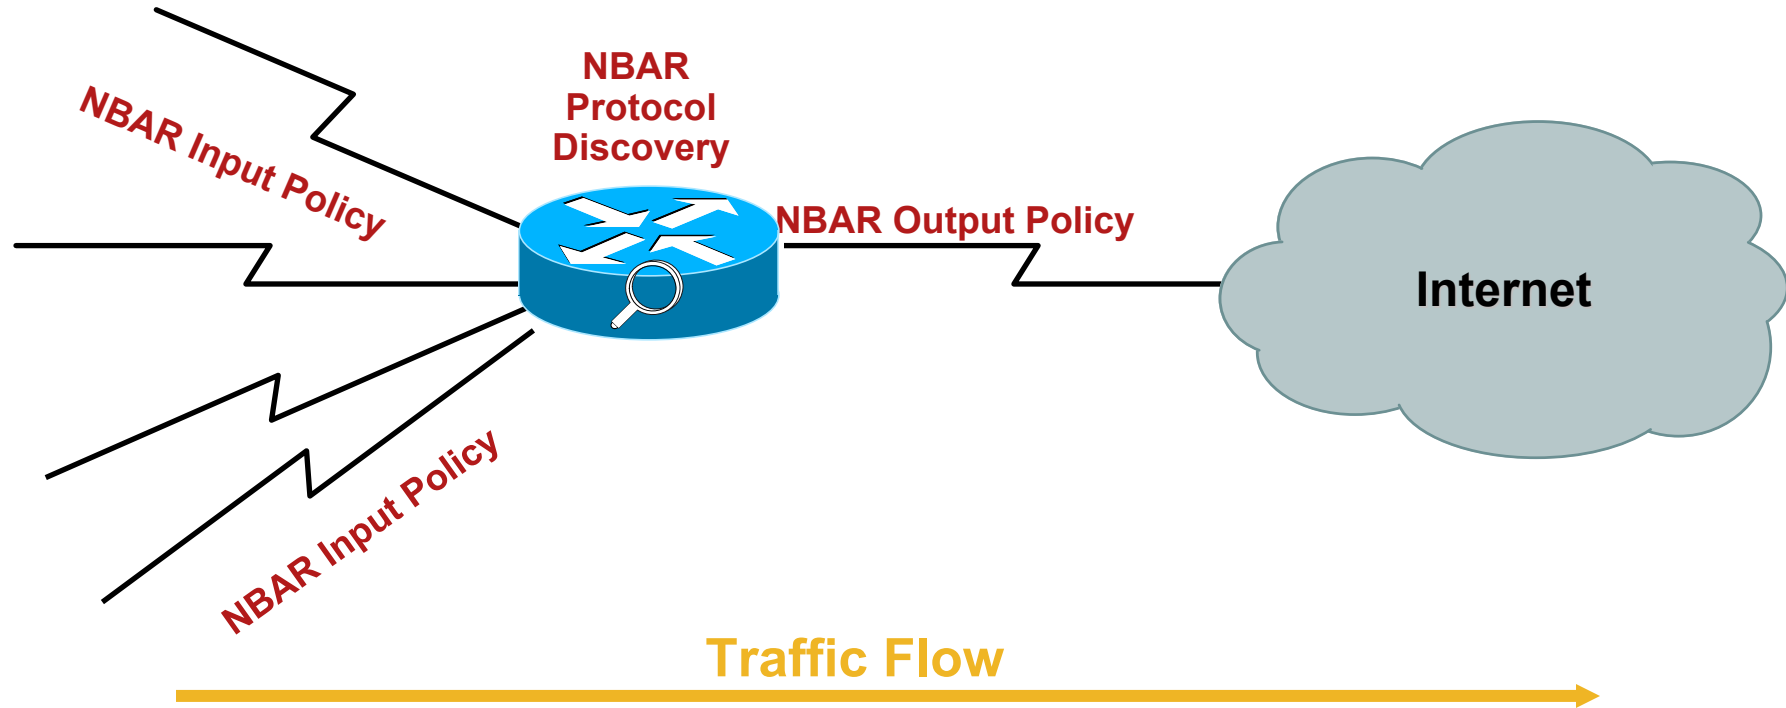 NBAR
Protocol
Discovery
NBAR Input Policy
NBAR Output Policy
Internet
NBAR Input Policy
Traffic Flow